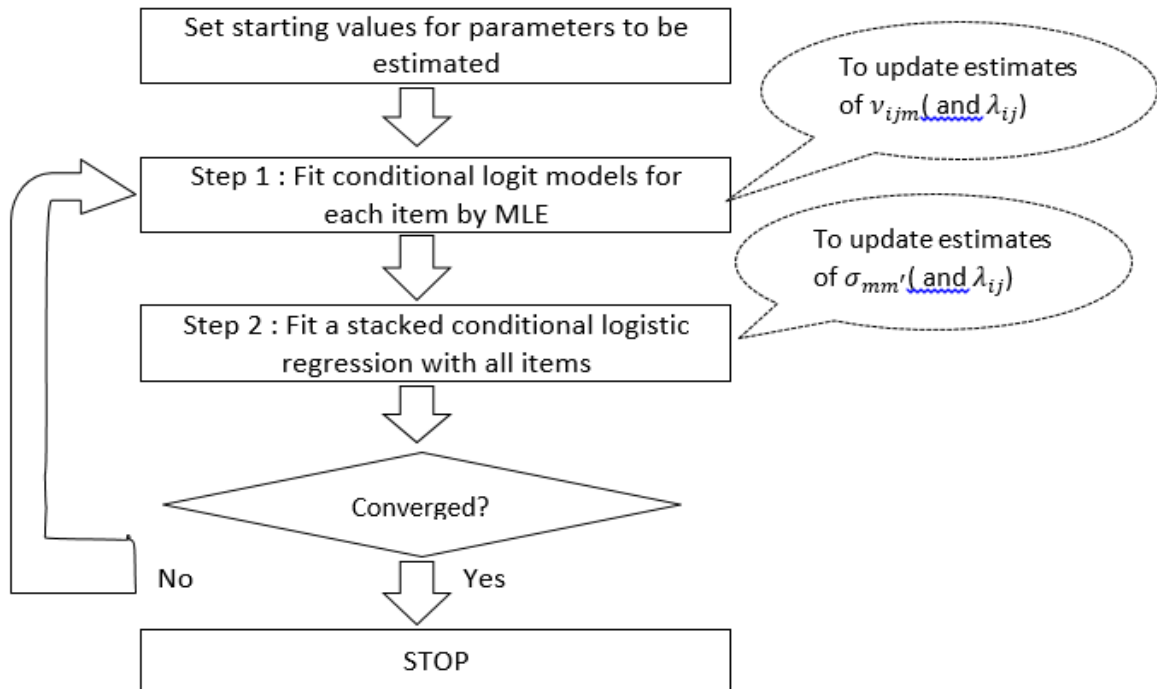 Set starting values for parameters to be
estimated
To update estimates
of 𝜈𝑖𝑗𝑚( and 𝜆𝑖𝑗)
Step 1 : Fit conditional logit models for
each item by MLE
To update estimates
of 𝜎𝑚𝑚′( and 𝜆𝑖𝑗)
Step 2 : Fit a stacked conditional logistic
regression with all items
Converged?
No
Yes
STOP